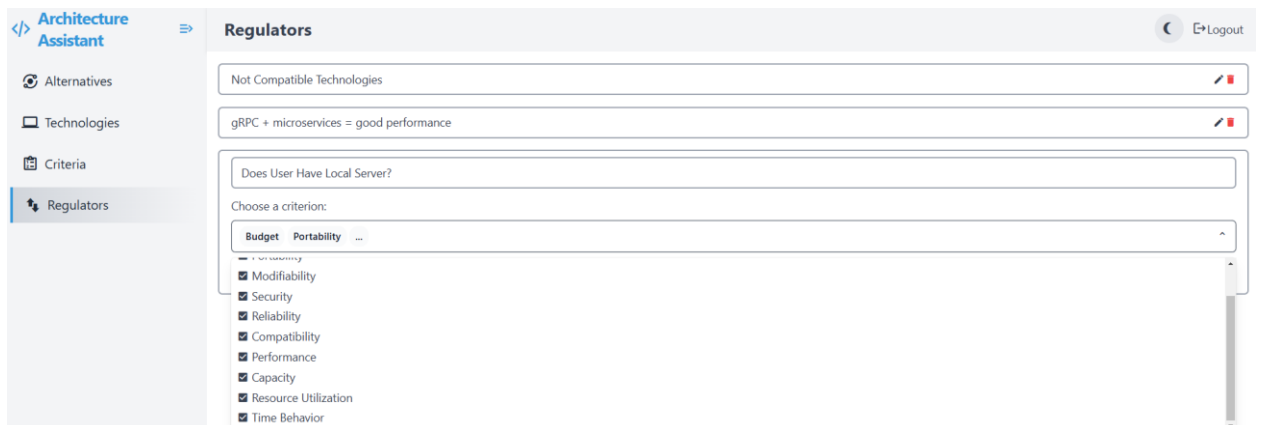 </> Architecture
Assistant
Regulators
Logout
Alternatives
Technologies
Criteria
Regulators
Not Compatible Technologies
gRPC + microservices = good performance
Does User Have Local Server?
Choose a criterion:
Budget Portability ...
Portability
Modifiability
Security
Reliability
Compatibility
Performance
Capacity
Resource Utilization
Time Behavior